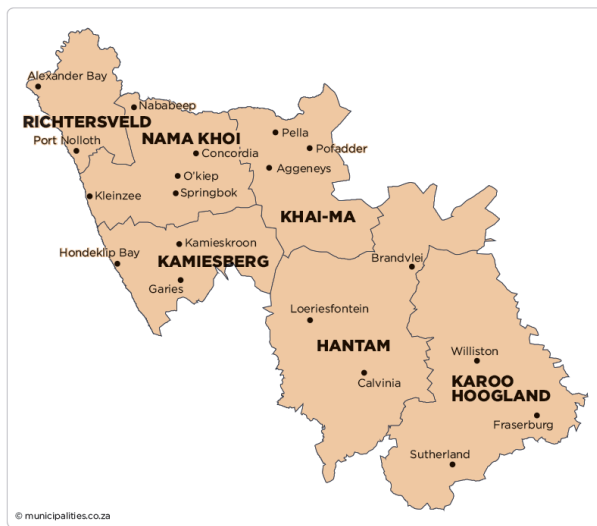 Alexander Bay
Nababeep
RICHTERSVELD
NAMA KHOI
Pella
Port Nolloth
Pofadder
Concordia
Aggeneys
O'kiep
Kleinzee
Springbok
KHAI-MA
Kamieskroon
Hondeklip Bay
KAMIESBERG
Brandvlei
Garies
Loeriesfontein
HANTAM
Williston
Calvinia
KAROO
HOOGLAND
Fraserburg
Sutherland
© municipalities.co.za